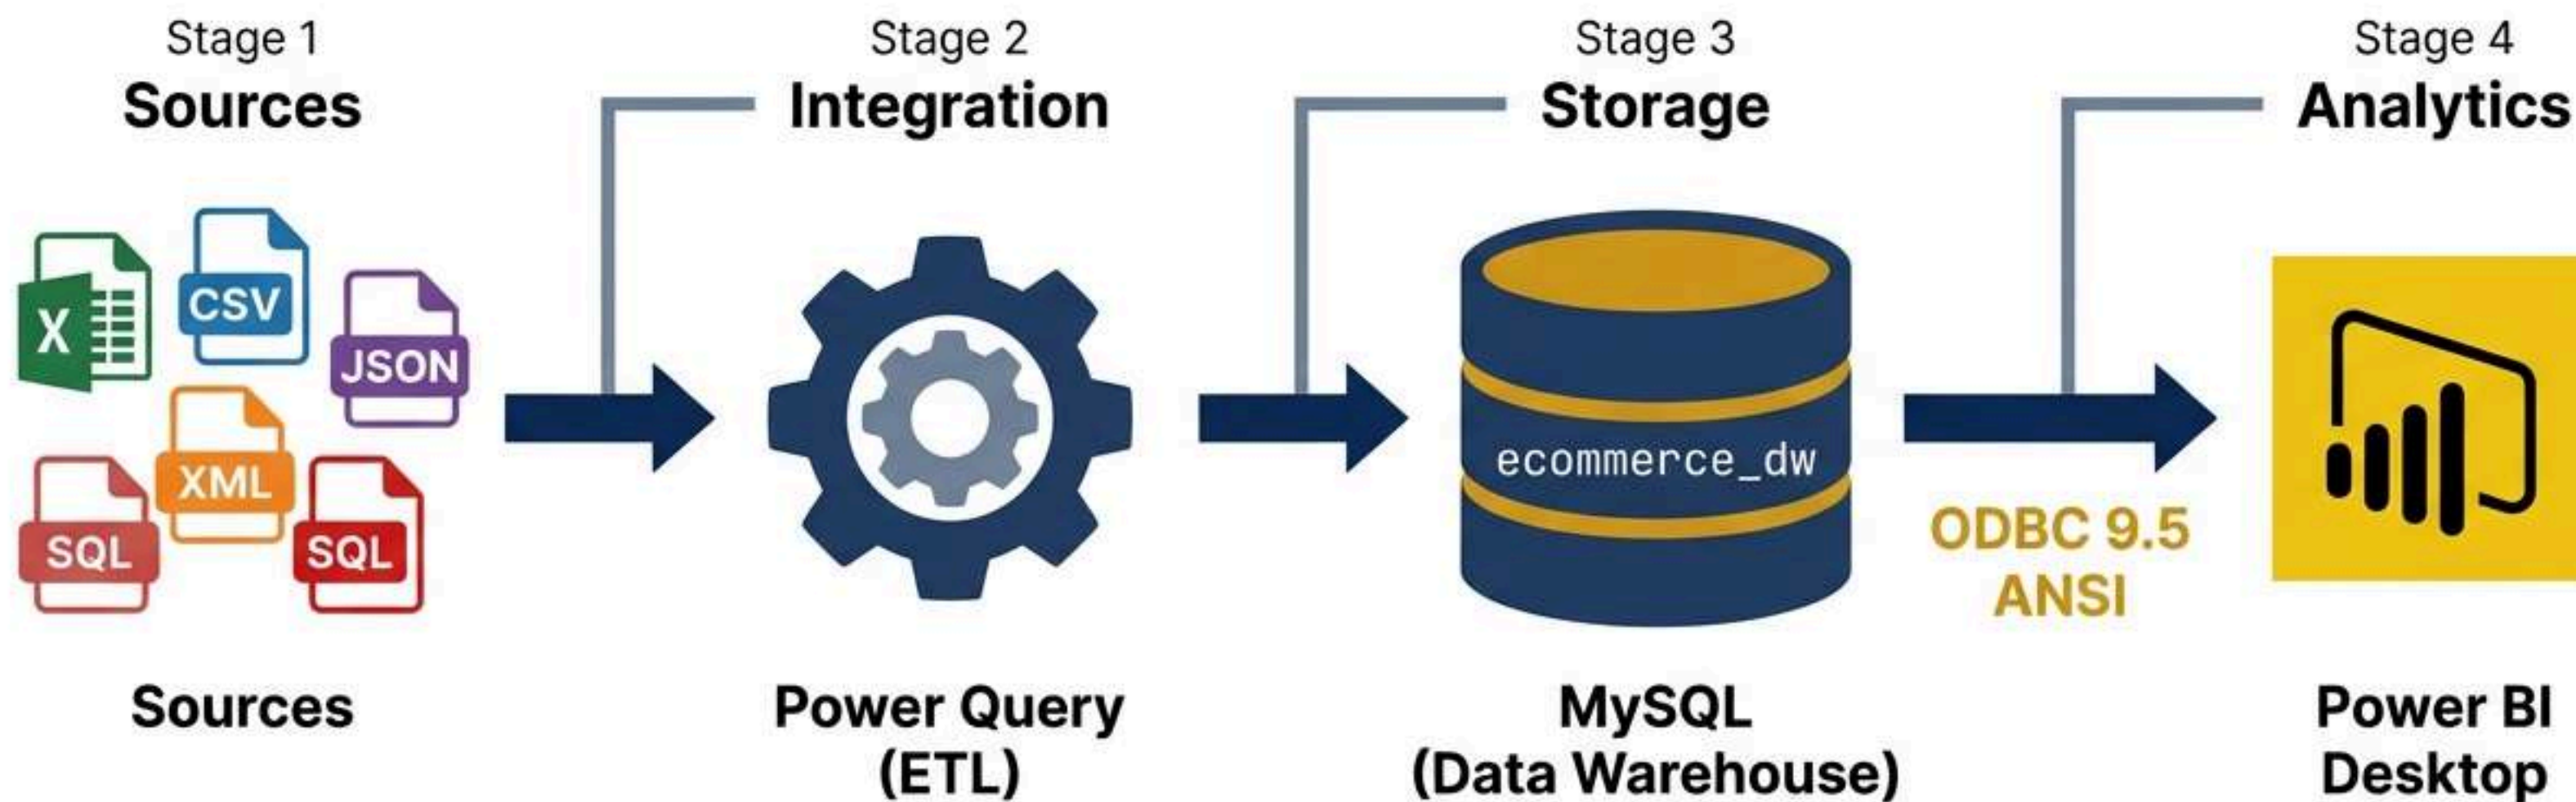 Stage 1
Sources
Stage 2
Integration
Stage 3
Storage
Stage 4
Analytics
X
CSV
JSON
XML
SQL
SQL
ecommerce_dw
ODBC 9.5
ANSI
Sources
Power Query
(ETL)
MySQL
(Data Warehouse)
Power BI
Desktop